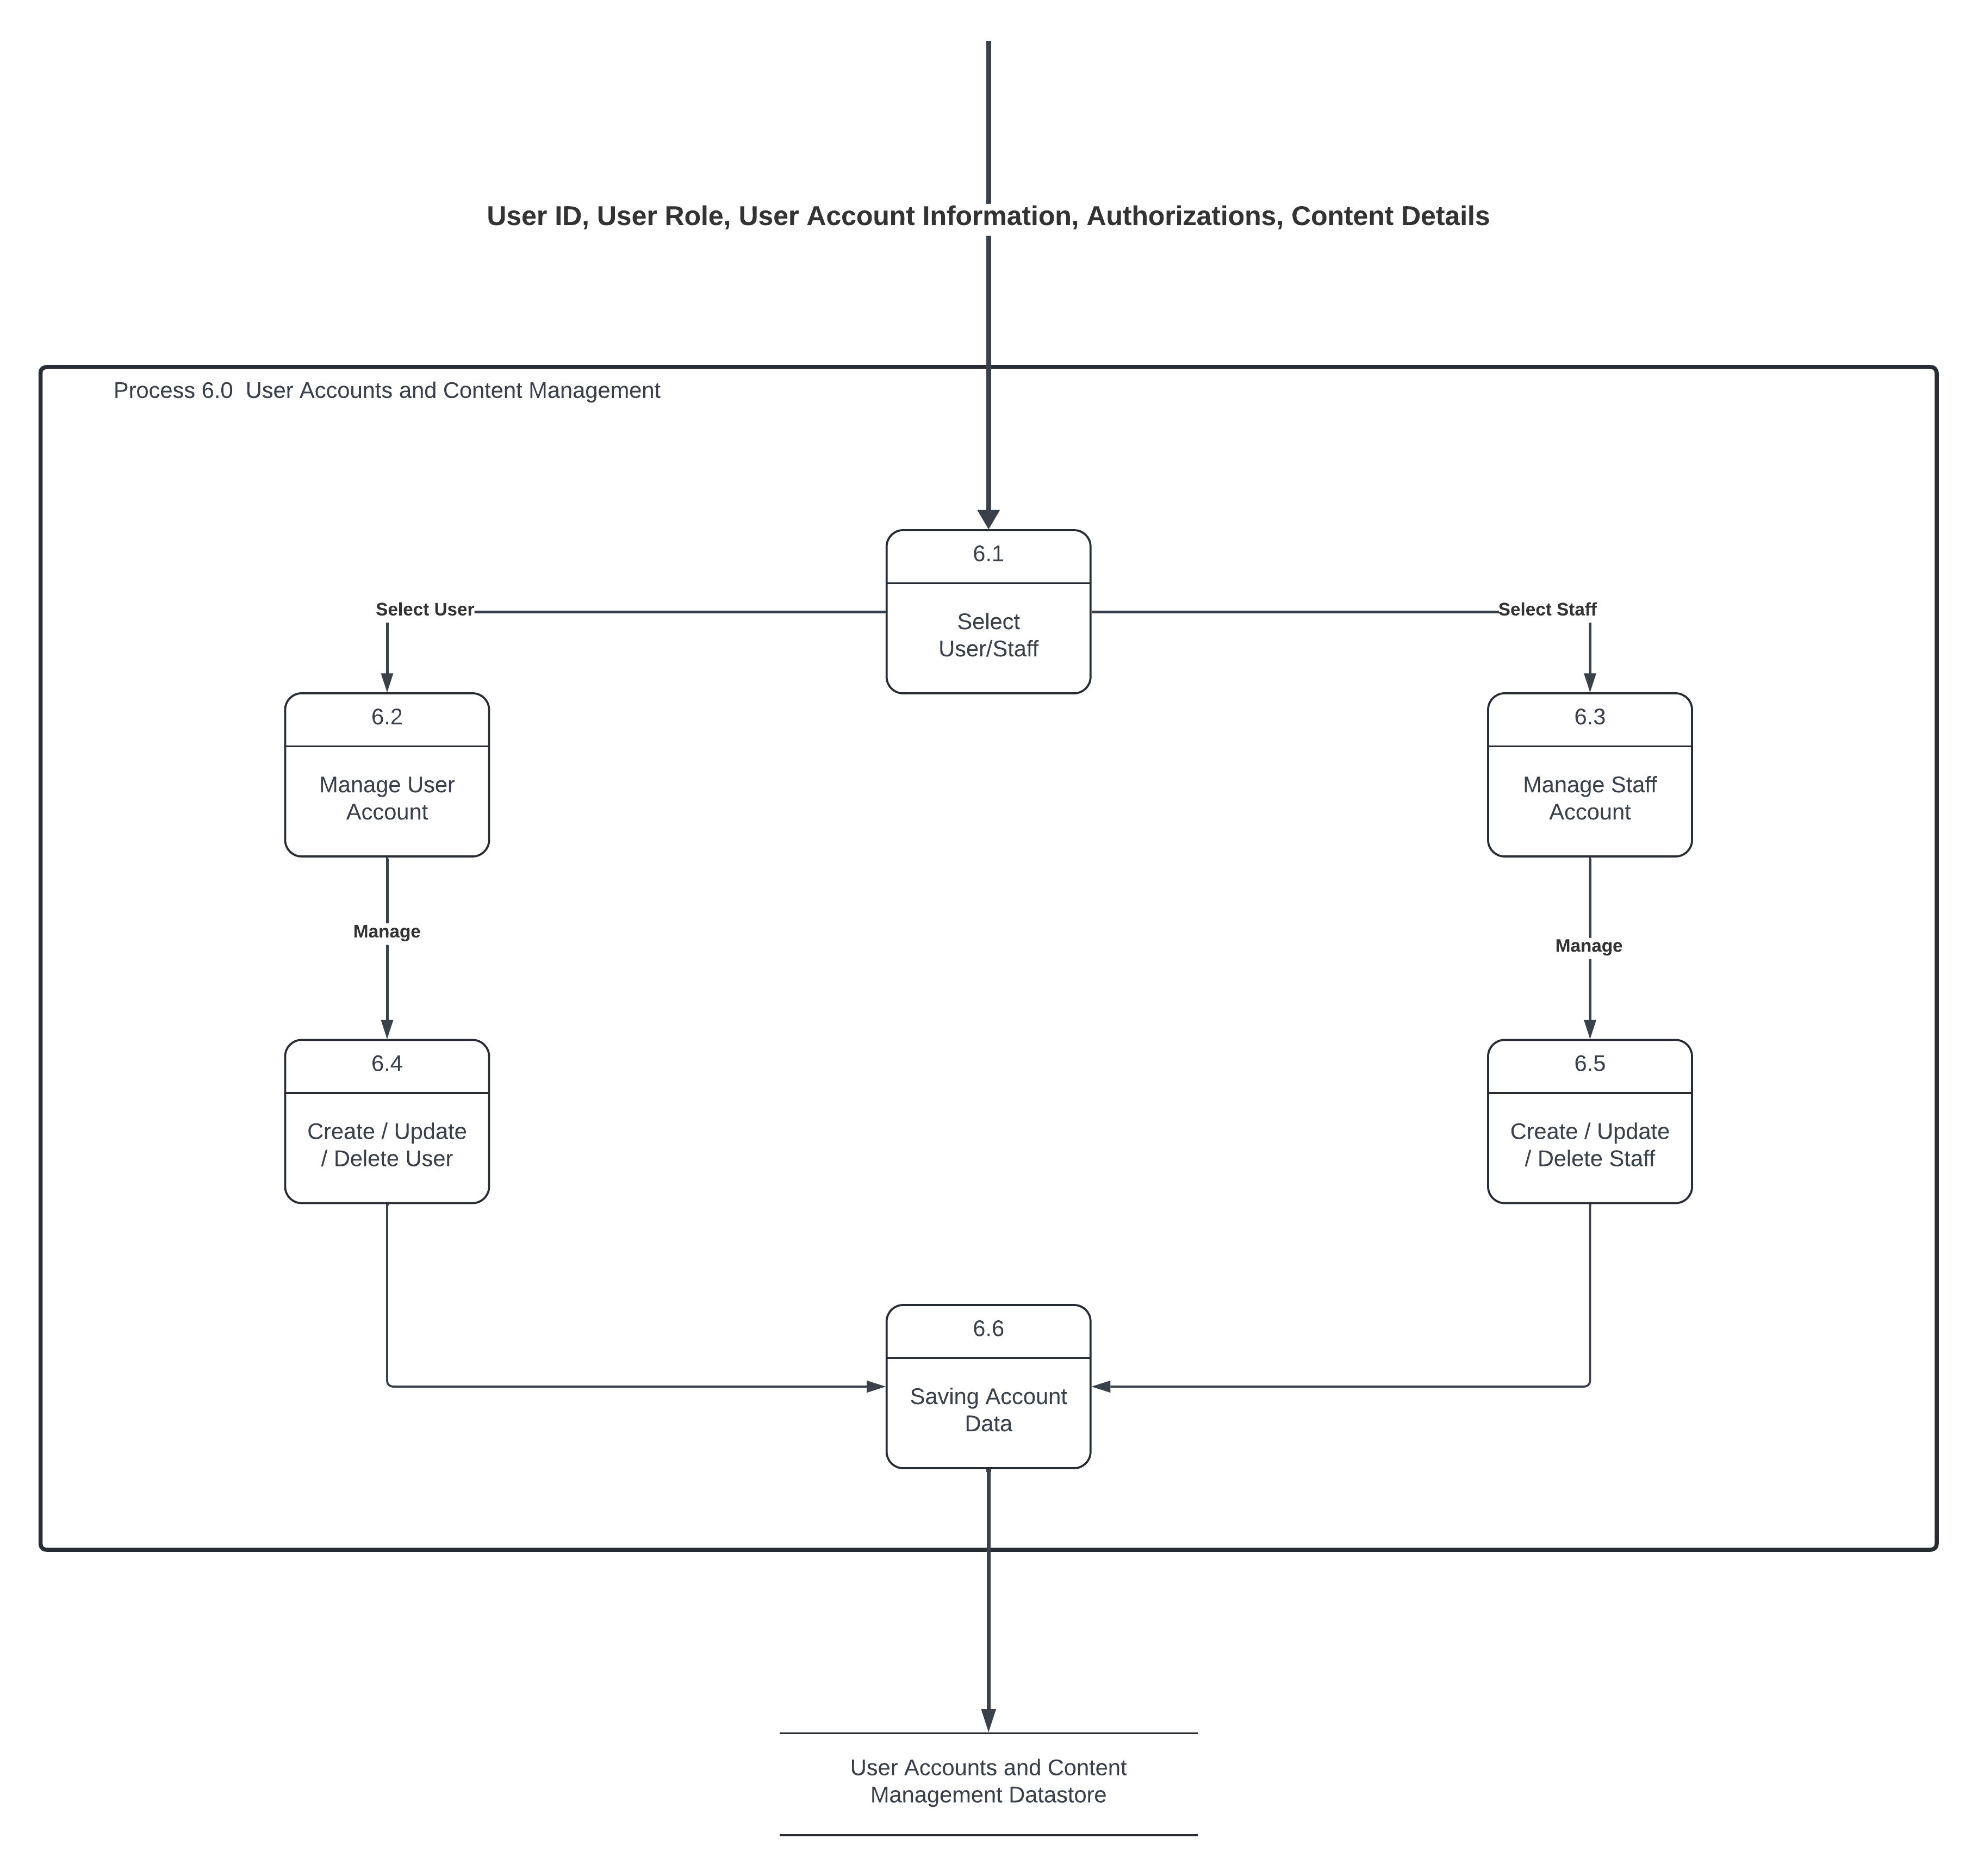 User ID, User Role, User Account Information, Authorizations, Content Details
Process 6.0  User Accounts and Content Management
6.1
Select
User/Staff
Select User
Select Staff
6.2
Manage User
Account
6.3
Manage Staff
Account
Manage
Manage
6.4
Create / Update
/ Delete User
6.5
Create / Update
/ Delete Staff
6.6
Saving Account
Data
User Accounts and Content
Management Datastore